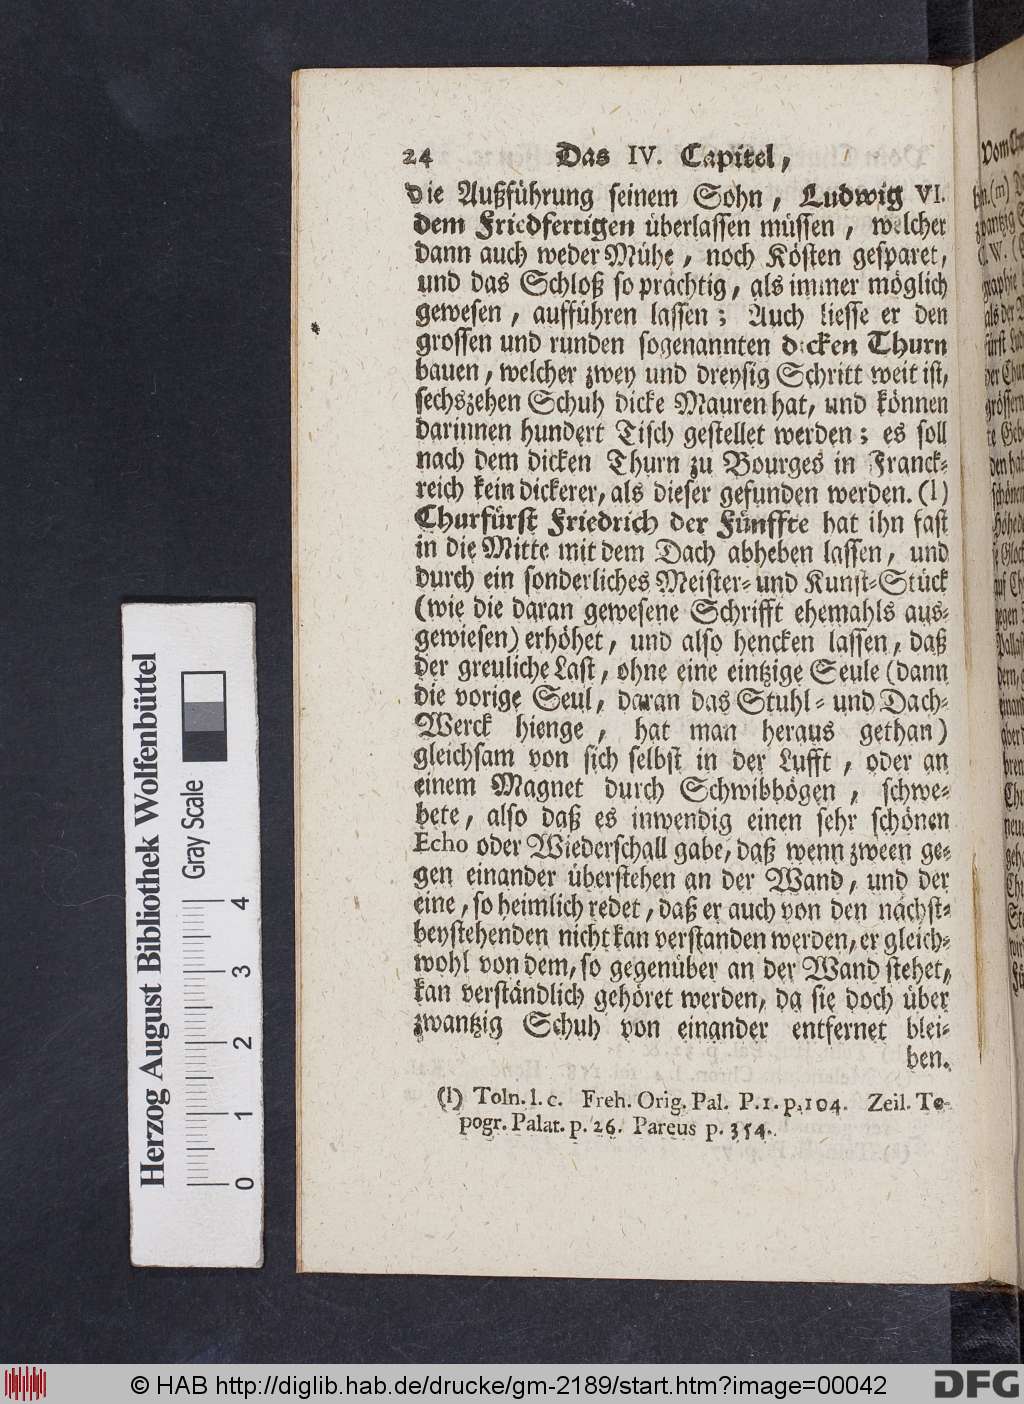 24 Das IV. Capitel,
die Außführung seinem Sohn, Ludwig VI.
dem Friedfertigen überlassen müssen, welcher
dann auch weder Mühe, noch Kösten gesparet,
und das Schloß so prächtig, als immer möglich
gewesen, aufführen lassen; Auch liesse er den
grossen und runden sogenannten dicken Thurn
bauen, welcher zwey und dreysig Schritt weit ist,
sechszehen Schuh dicke Mauren hat, und können
darinnen hundert Tisch gestellet werden; es soll
nach dem dicken Thurn zu Bourges in Franck-
reich kein dickerer, als dieser gefunden werden. (l)
Churfürst Friedrich der Fünffte hat ihn fast
in die Mitte mit dem Dach abheben lassen, und
durch ein sonderliches Meister- und Kunst-Stück
(wie die daran gewesene Schrifft ehemahls aus-
gewiesen) erhöhet, und also hencken lassen, daß
der greuliche Last, ohne eine eintzige Seule (dann
die vorige Seul, daran das Stuhl- und Dach-
Werck hienge, hat man heraus gethan)
gleichsam von sich selbst in der Lufft, oder an
einem Magnet durch Schwibbögen, schwe-
bete, also daß es inwendig einen sehr schönen
Echo oder Wiederschall gabe, daß wenn zween ge-
gen einander überstehen an der Wand, und der
eine, so heimlich redet, daß er auch von den nächst-
beystehenden nicht kan verstanden werden, er gleich-
wohl von dem, so gegenüber an der Wand stehet,
kan verständlich gehöret werden, da sie doch über
zwantzig Schuh von einander entfernet blei-
ben.
(l) Toln. l. c. Freh. Orig. Pal. P. 1. p. 104. Zeil. To-
pogr. Palat. p. 26. Pareus p. 354.
Herzog August Bibliothek Wolfenbüttel
Gray Scale
0 1 2 3 4
© HAB http://diglib.hab.de/drucke/gm-2189/start.htm?image=00042
DFG